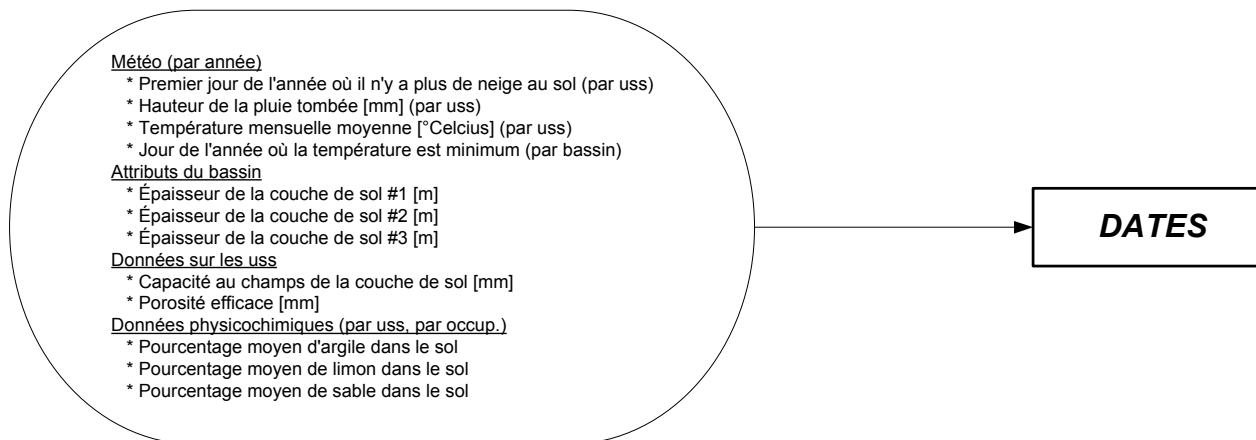 Météo (par année)
* Premier jour de l'année où il n'y a plus de neige au sol (par uss)
* Hauteur de la pluie tombée [mm] (par uss)
* Température mensuelle moyenne [°Celcius] (par uss)
* Jour de l'année où la température est minimum (par bassin)
Attributs du bassin
* Épaisseur de la couche de sol #1 [m]
* Épaisseur de la couche de sol #2 [m]
* Épaisseur de la couche de sol #3 [m]
Données sur les uss
* Capacité au champs de la couche de sol [mm]
* Porosité efficace [mm]
Données physicochimiques (par uss, par occup.)
* Pourcentage moyen d'argile dans le sol
* Pourcentage moyen de limon dans le sol
* Pourcentage moyen de sable dans le sol
DATES